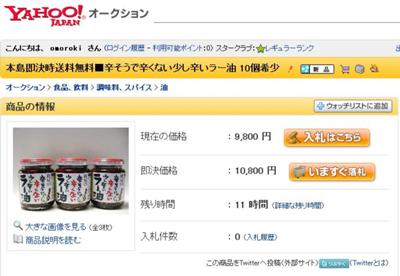 YAHOO! オークション
JAPAN
こんにちは、omoroki さん (ログイン履歴 - 利用可能ポイント:0) スタークラブ: レギュラーランク
本島即決時送料無料■辛そうで辛くない少し辛いラー油 10個希少 新品
オークション > 食品、飲料 > 調味料、スパイス > 油
商品の情報
ウォッチリストに追加
現在の価格 : 9,800 円 入札はこちら
即決価格 : 10,800 円 いますぐ落札
残り時間 : 11 時間 (詳細な残り時間)
大きな画像を見る (全3枚)
商品説明を読む
入札件数 : 0 (入札履歴)
この商品をTwitterへ投稿(外部サイト) (Twitterとは)